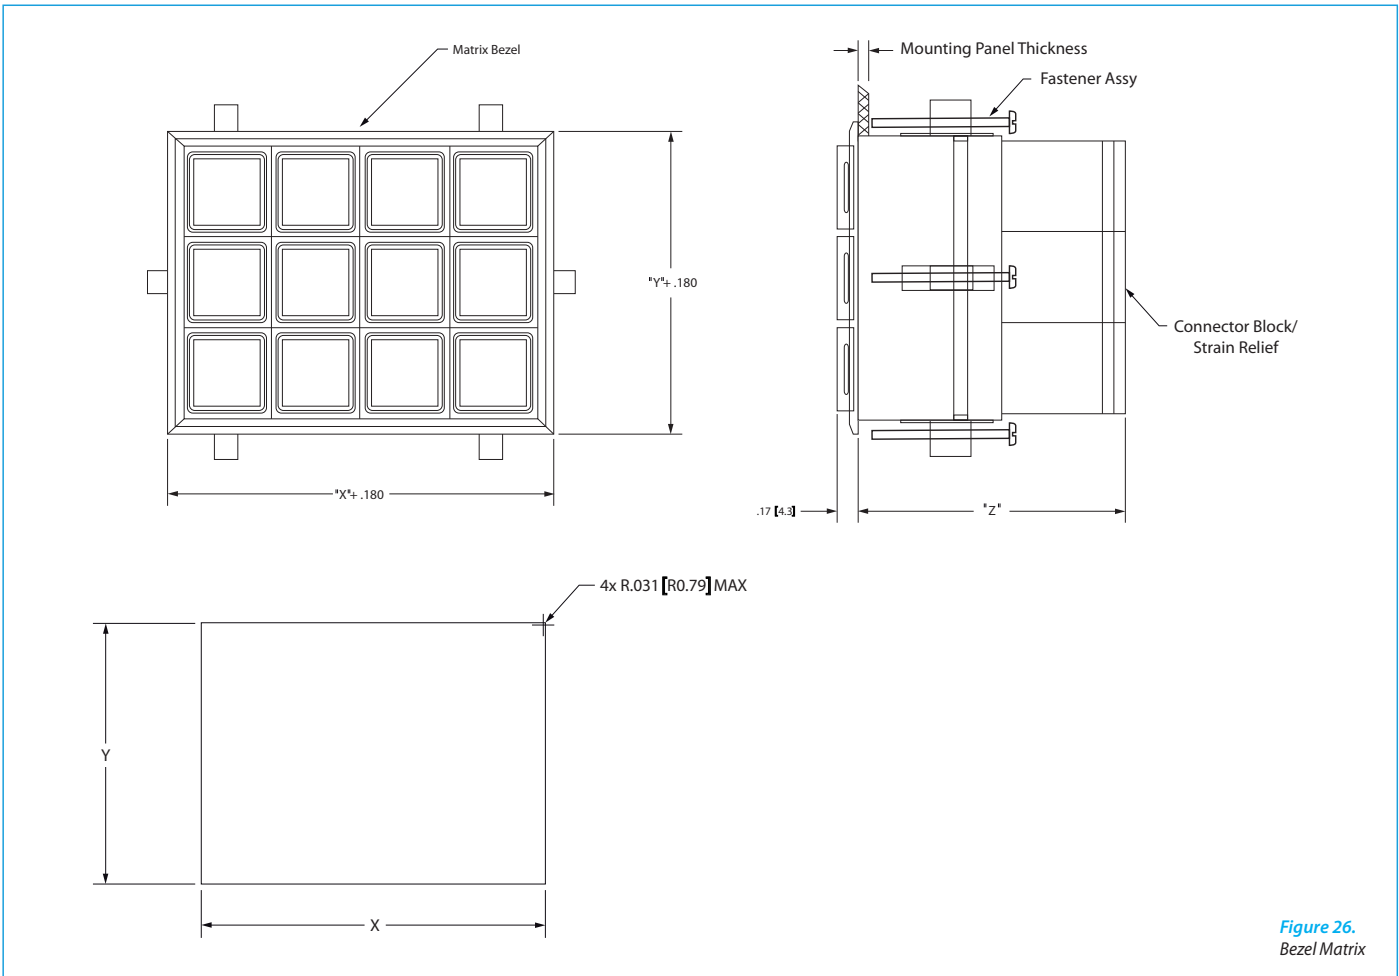 Matrix Bezel
Mounting Panel Thickness
Fastener Assy
"Y"+ .180
Connector Block/
Strain Relief
"X"+ .180
.17 [4.3]
"Z"
4x R.031 [R0.79] MAX
Y
X
Figure 26.
Bezel Matrix